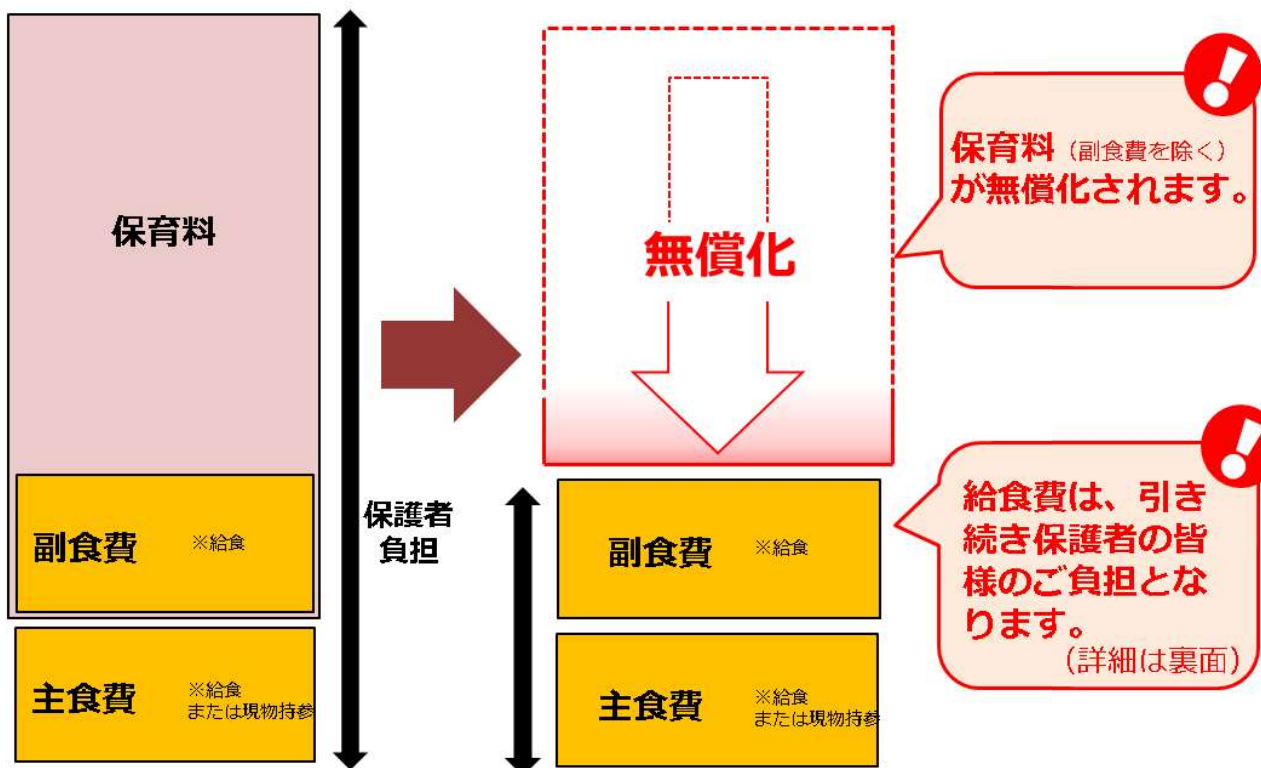 保育料
副食費 ※給食
主食費 ※給食
または現物持参
保護者
負担
無償化
副食費 ※給食
主食費 ※給食
または現物持参
保育料（副食費を除く）
が無償化されます。
給食費は、引き
続き保護者の皆
様のご負担とな
ります。
（詳細は裏面）